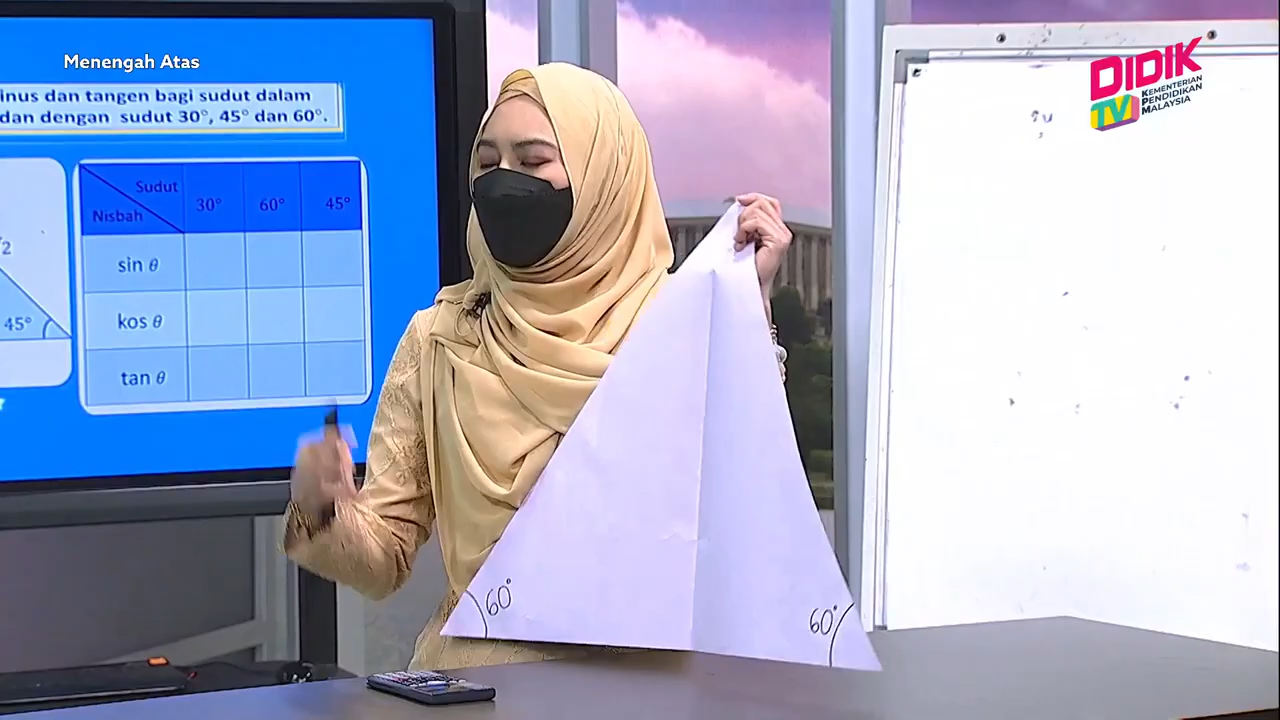 Menengah Atas
inus dan tangen bagi sudut dalam
dan dengan sudut 30°, 45° dan 60°.
Sudut
Nisbah
30°
60°
45°
sin θ
kos θ
tan θ
45°
60°
60°
DIDIK
TV
KEMENTERIAN
PENDIDIKAN
MALAYSIA